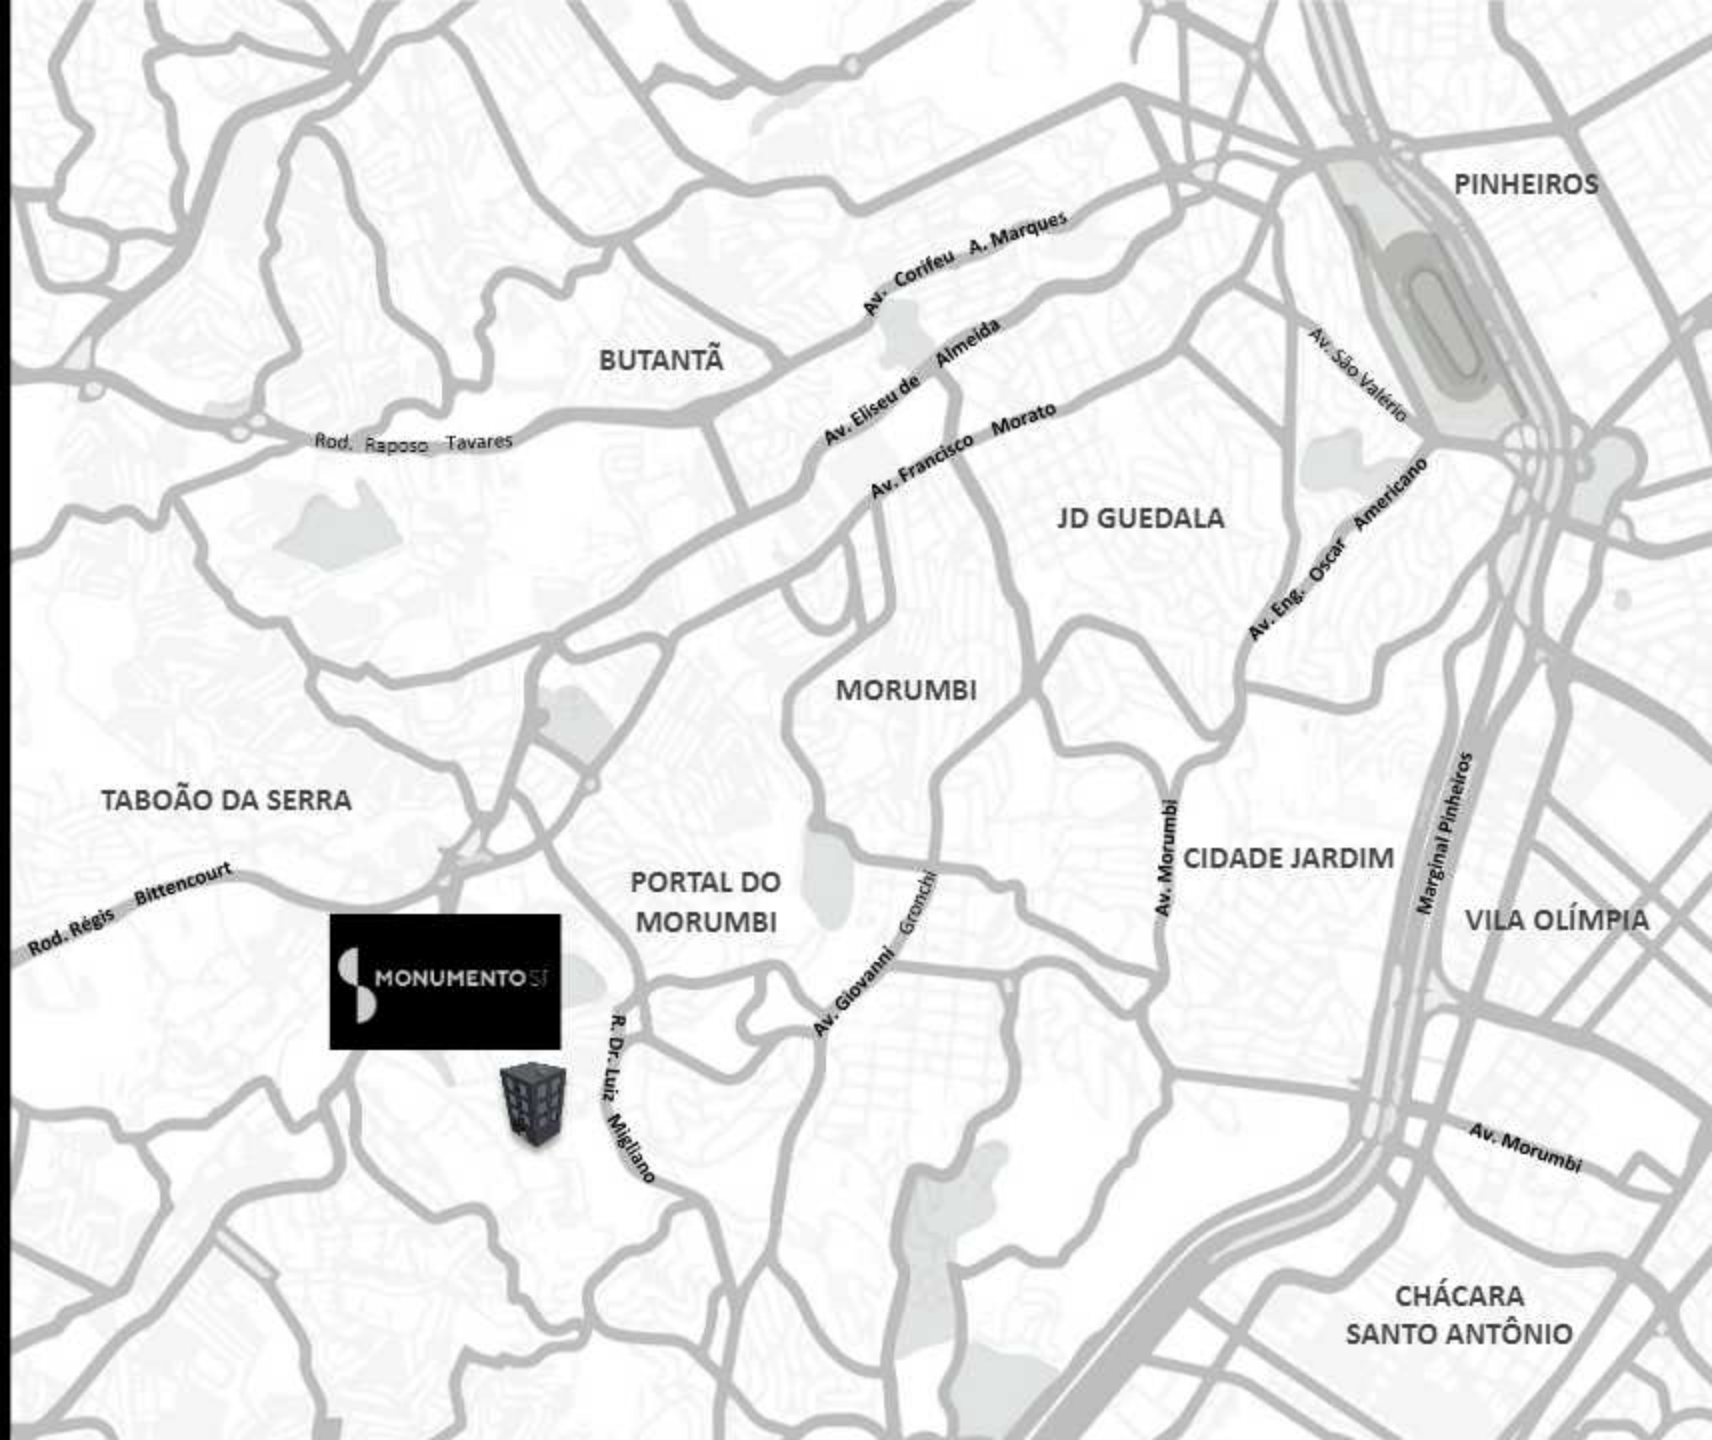 PINHEIROS
Av. Corifeu A. Marques
BUTANTÃ
Av. Eliseu de Almeida
Av. São Valério
Rod. Raposo Tavares
Av. Francisco Morato
JD GUEDALA
Av. Eng. Oscar Americano
MORUMBI
TABOÃO DA SERRA
Marginal Pinheiros
Av. Morumbi
CIDADE JARDIM
Rod. Régis Bittencourt
PORTAL DO
MORUMBI
Av. Giovanni Gronchi
VILA OLÍMPIA
MONUMENTO SF
R. Dr. Luiz Migliano
Av. Morumbi
CHÁCARA
SANTO ANTÔNIO